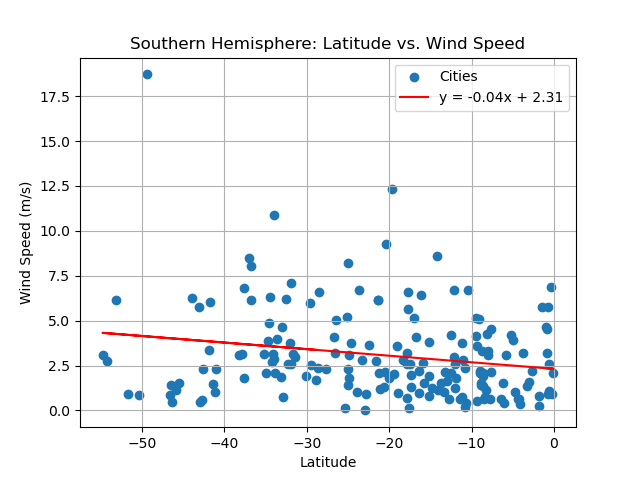 Southern Hemisphere: Latitude vs. Wind Speed
Cities
y = -0.04x + 2.31
Wind Speed (m/s)
17.5
15.0
12.5
10.0
7.5
5.0
2.5
0.0
−50 −40 −30 −20 −10 0
Latitude